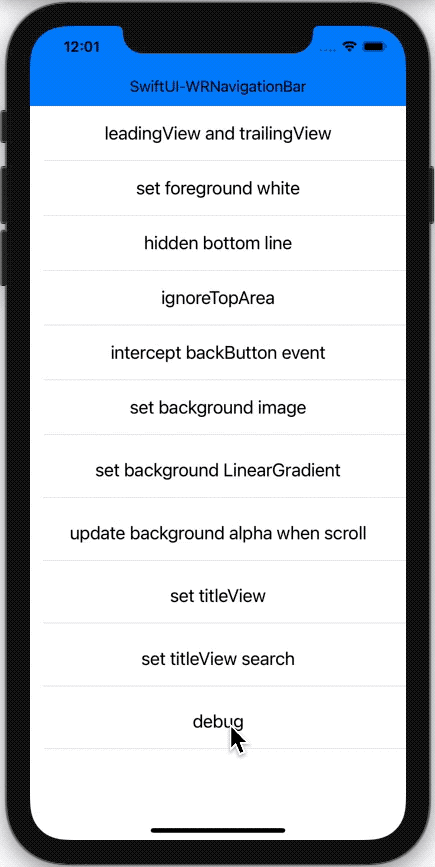 12:01
SwiftUI-WRNavigationBar
leadingView and trailingView
set foreground white
hidden bottom line
ignoreTopArea
intercept backButton event
set background image
set background LinearGradient
update background alpha when scroll
set titleView
set titleView search
debug